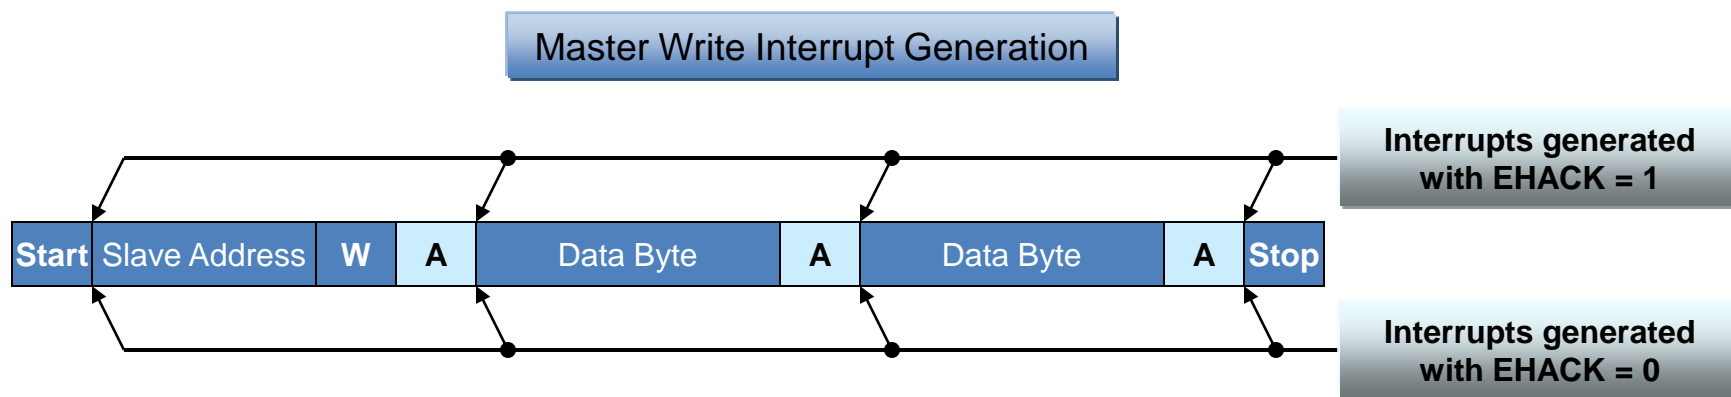 Master Write Interrupt Generation
Interrupts generated
with EHACK = 1
Start Slave Address W A Data Byte A Data Byte A Stop
Interrupts generated
with EHACK = 0